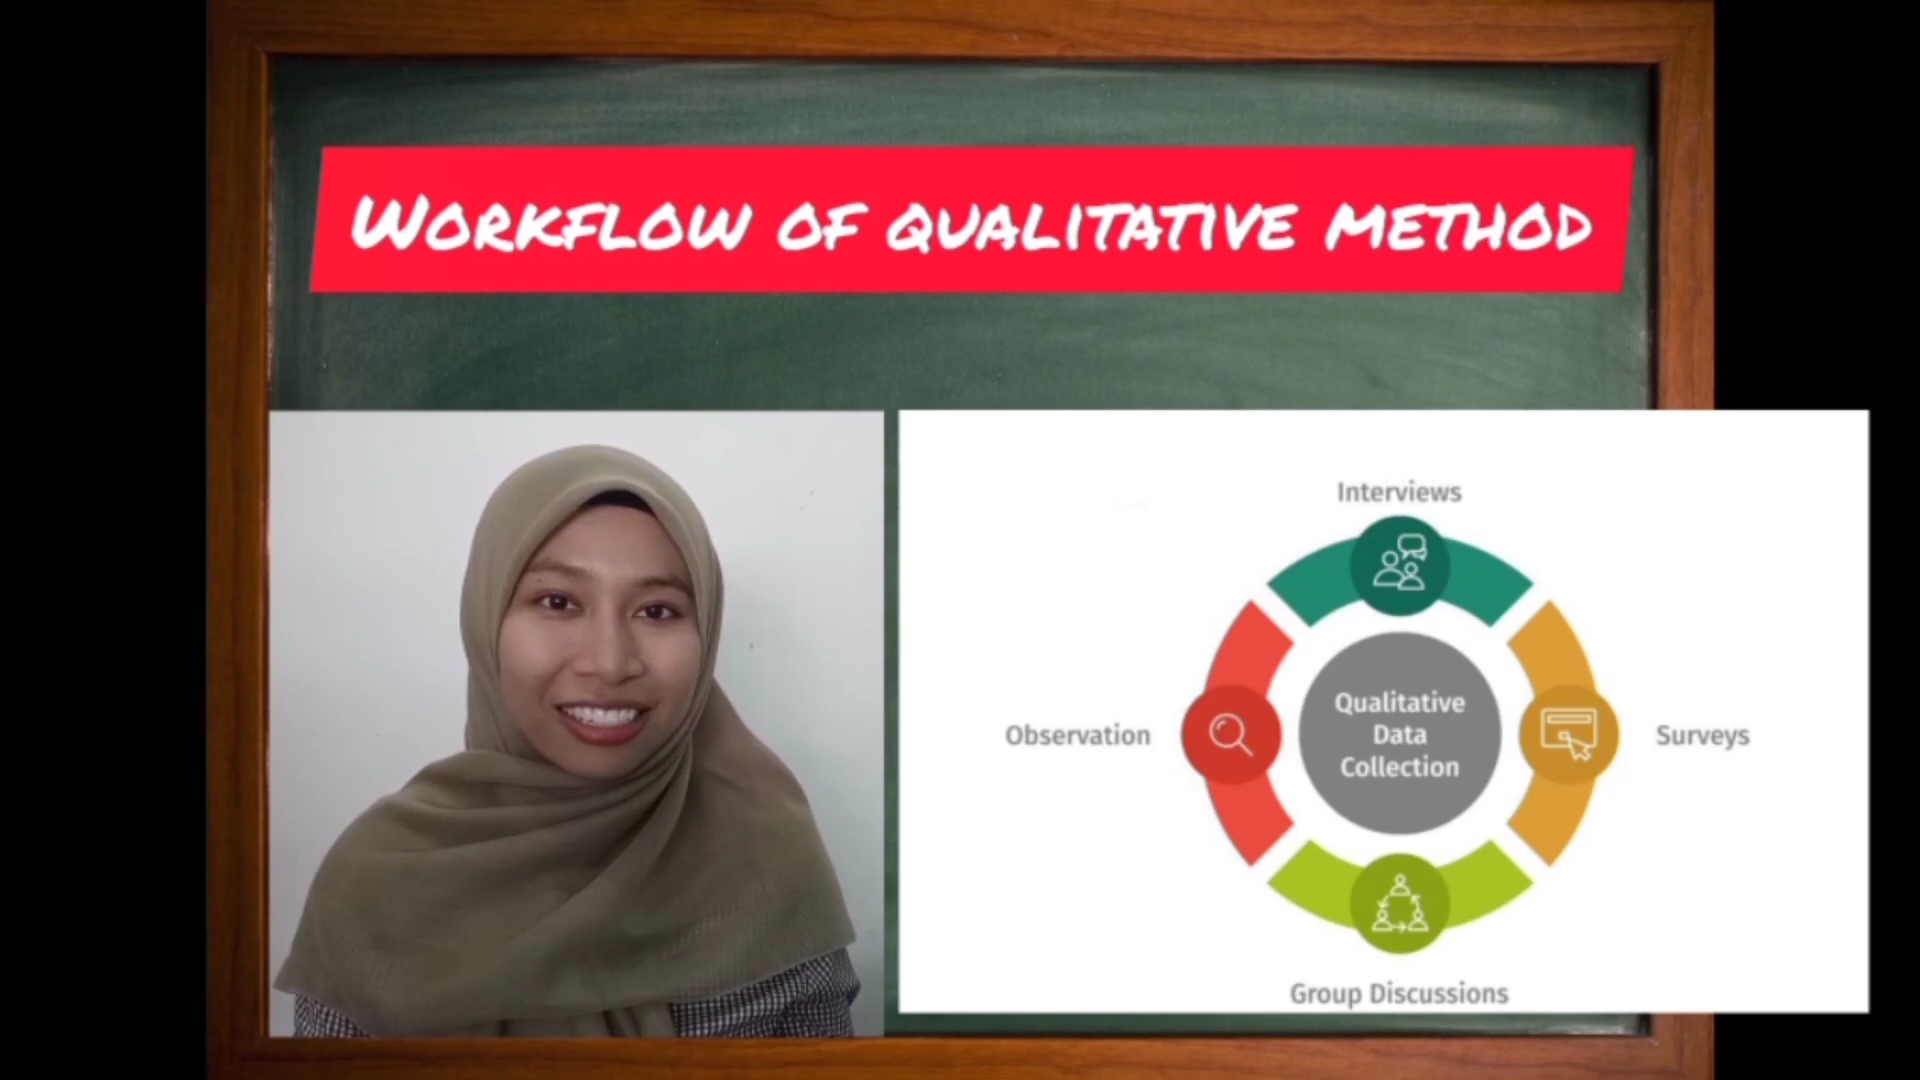 WORKFLOW OF QUALITATIVE METHOD
Interviews
Observation
Qualitative
Data
Collection
Surveys
Group Discussions